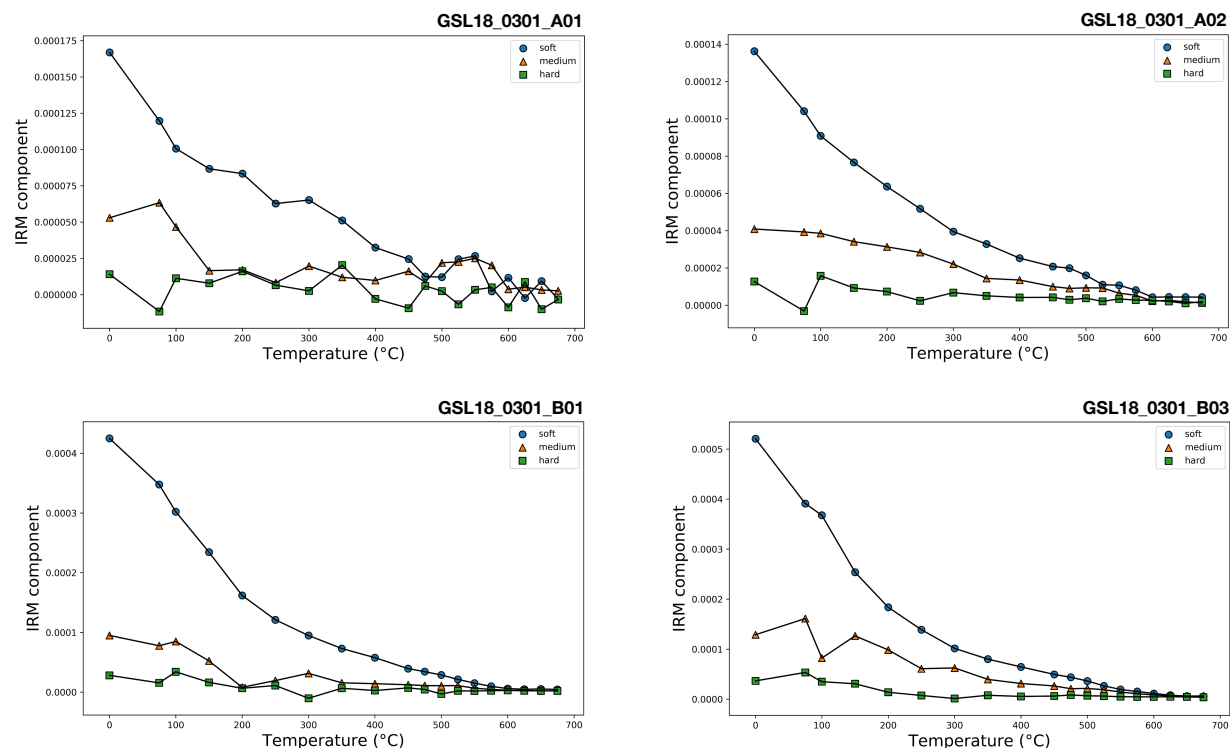 GSL18_0301_A01
0.000175
0.000150
0.000125
0.000100
0.000075
0.000050
0.000025
0.000000
IRM component
soft
medium
hard
0 100 200 300 400 500 600 700
Temperature (°C)
GSL18_0301_A02
0.00014
0.00012
0.00010
0.00008
0.00006
0.00004
0.00002
0.00000
IRM component
soft
medium
hard
0 100 200 300 400 500 600 700
Temperature (°C)
GSL18_0301_B01
0.0004
0.0003
0.0002
0.0001
0.0000
IRM component
soft
medium
hard
0 100 200 300 400 500 600 700
Temperature (°C)
GSL18_0301_B03
0.0005
0.0004
0.0003
0.0002
0.0001
0.0000
IRM component
soft
medium
hard
0 100 200 300 400 500 600 700
Temperature (°C)